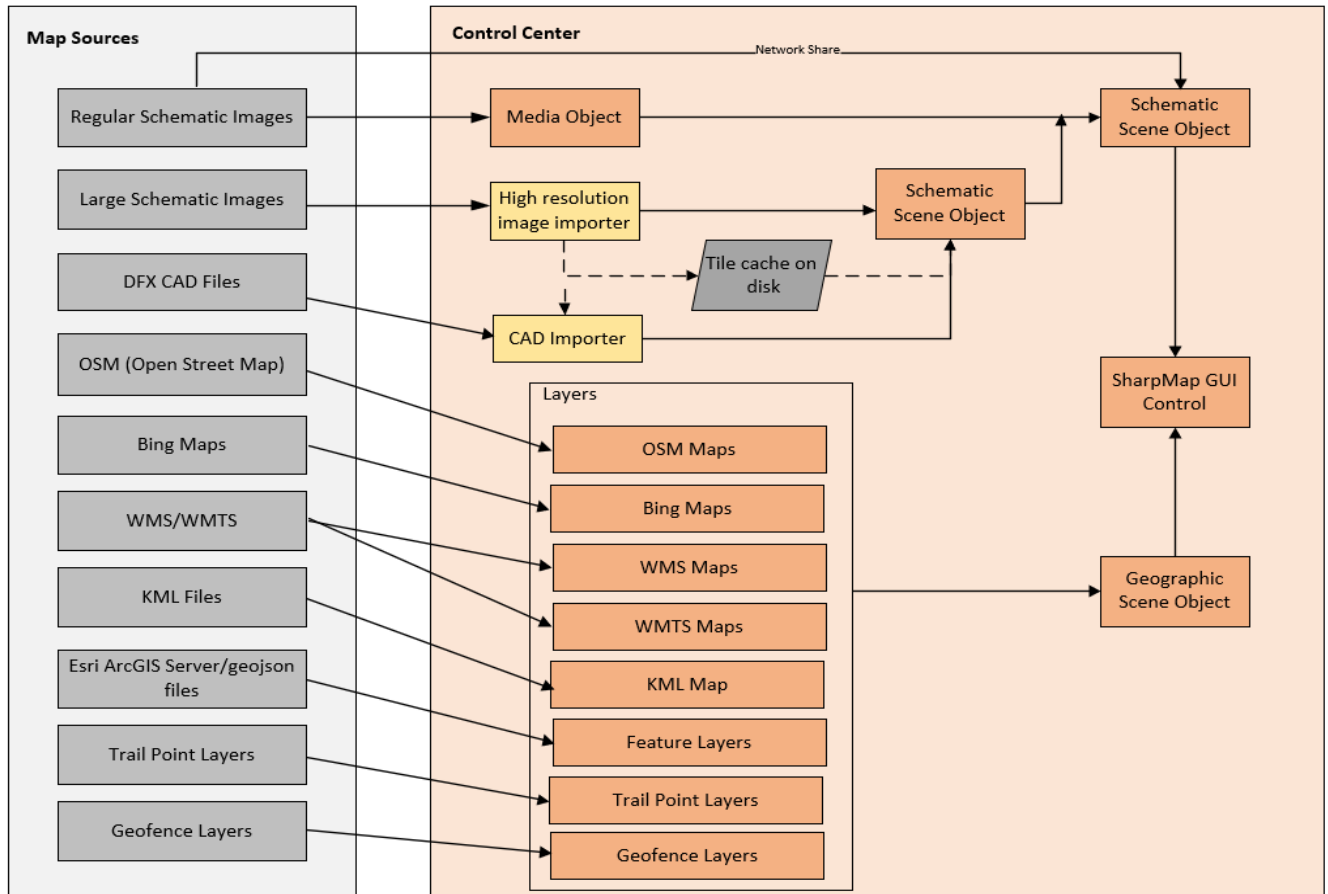 Map Sources
Regular Schematic Images
Large Schematic Images
DFX CAD Files
OSM (Open Street Map)
Bing Maps
WMS/WMTS
KML Files
Esri ArcGIS Server/geojson
files
Trail Point Layers
Geofence Layers
Control Center
Network Share
Media Object
Schematic
Scene Object
High resolution
image importer
Schematic
Scene Object
Tile cache on
disk
CAD Importer
Layers
OSM Maps
Bing Maps
WMS Maps
WMTS Maps
KML Map
Feature Layers
Trail Point Layers
Geofence Layers
SharpMap GUI
Control
Geographic
Scene Object